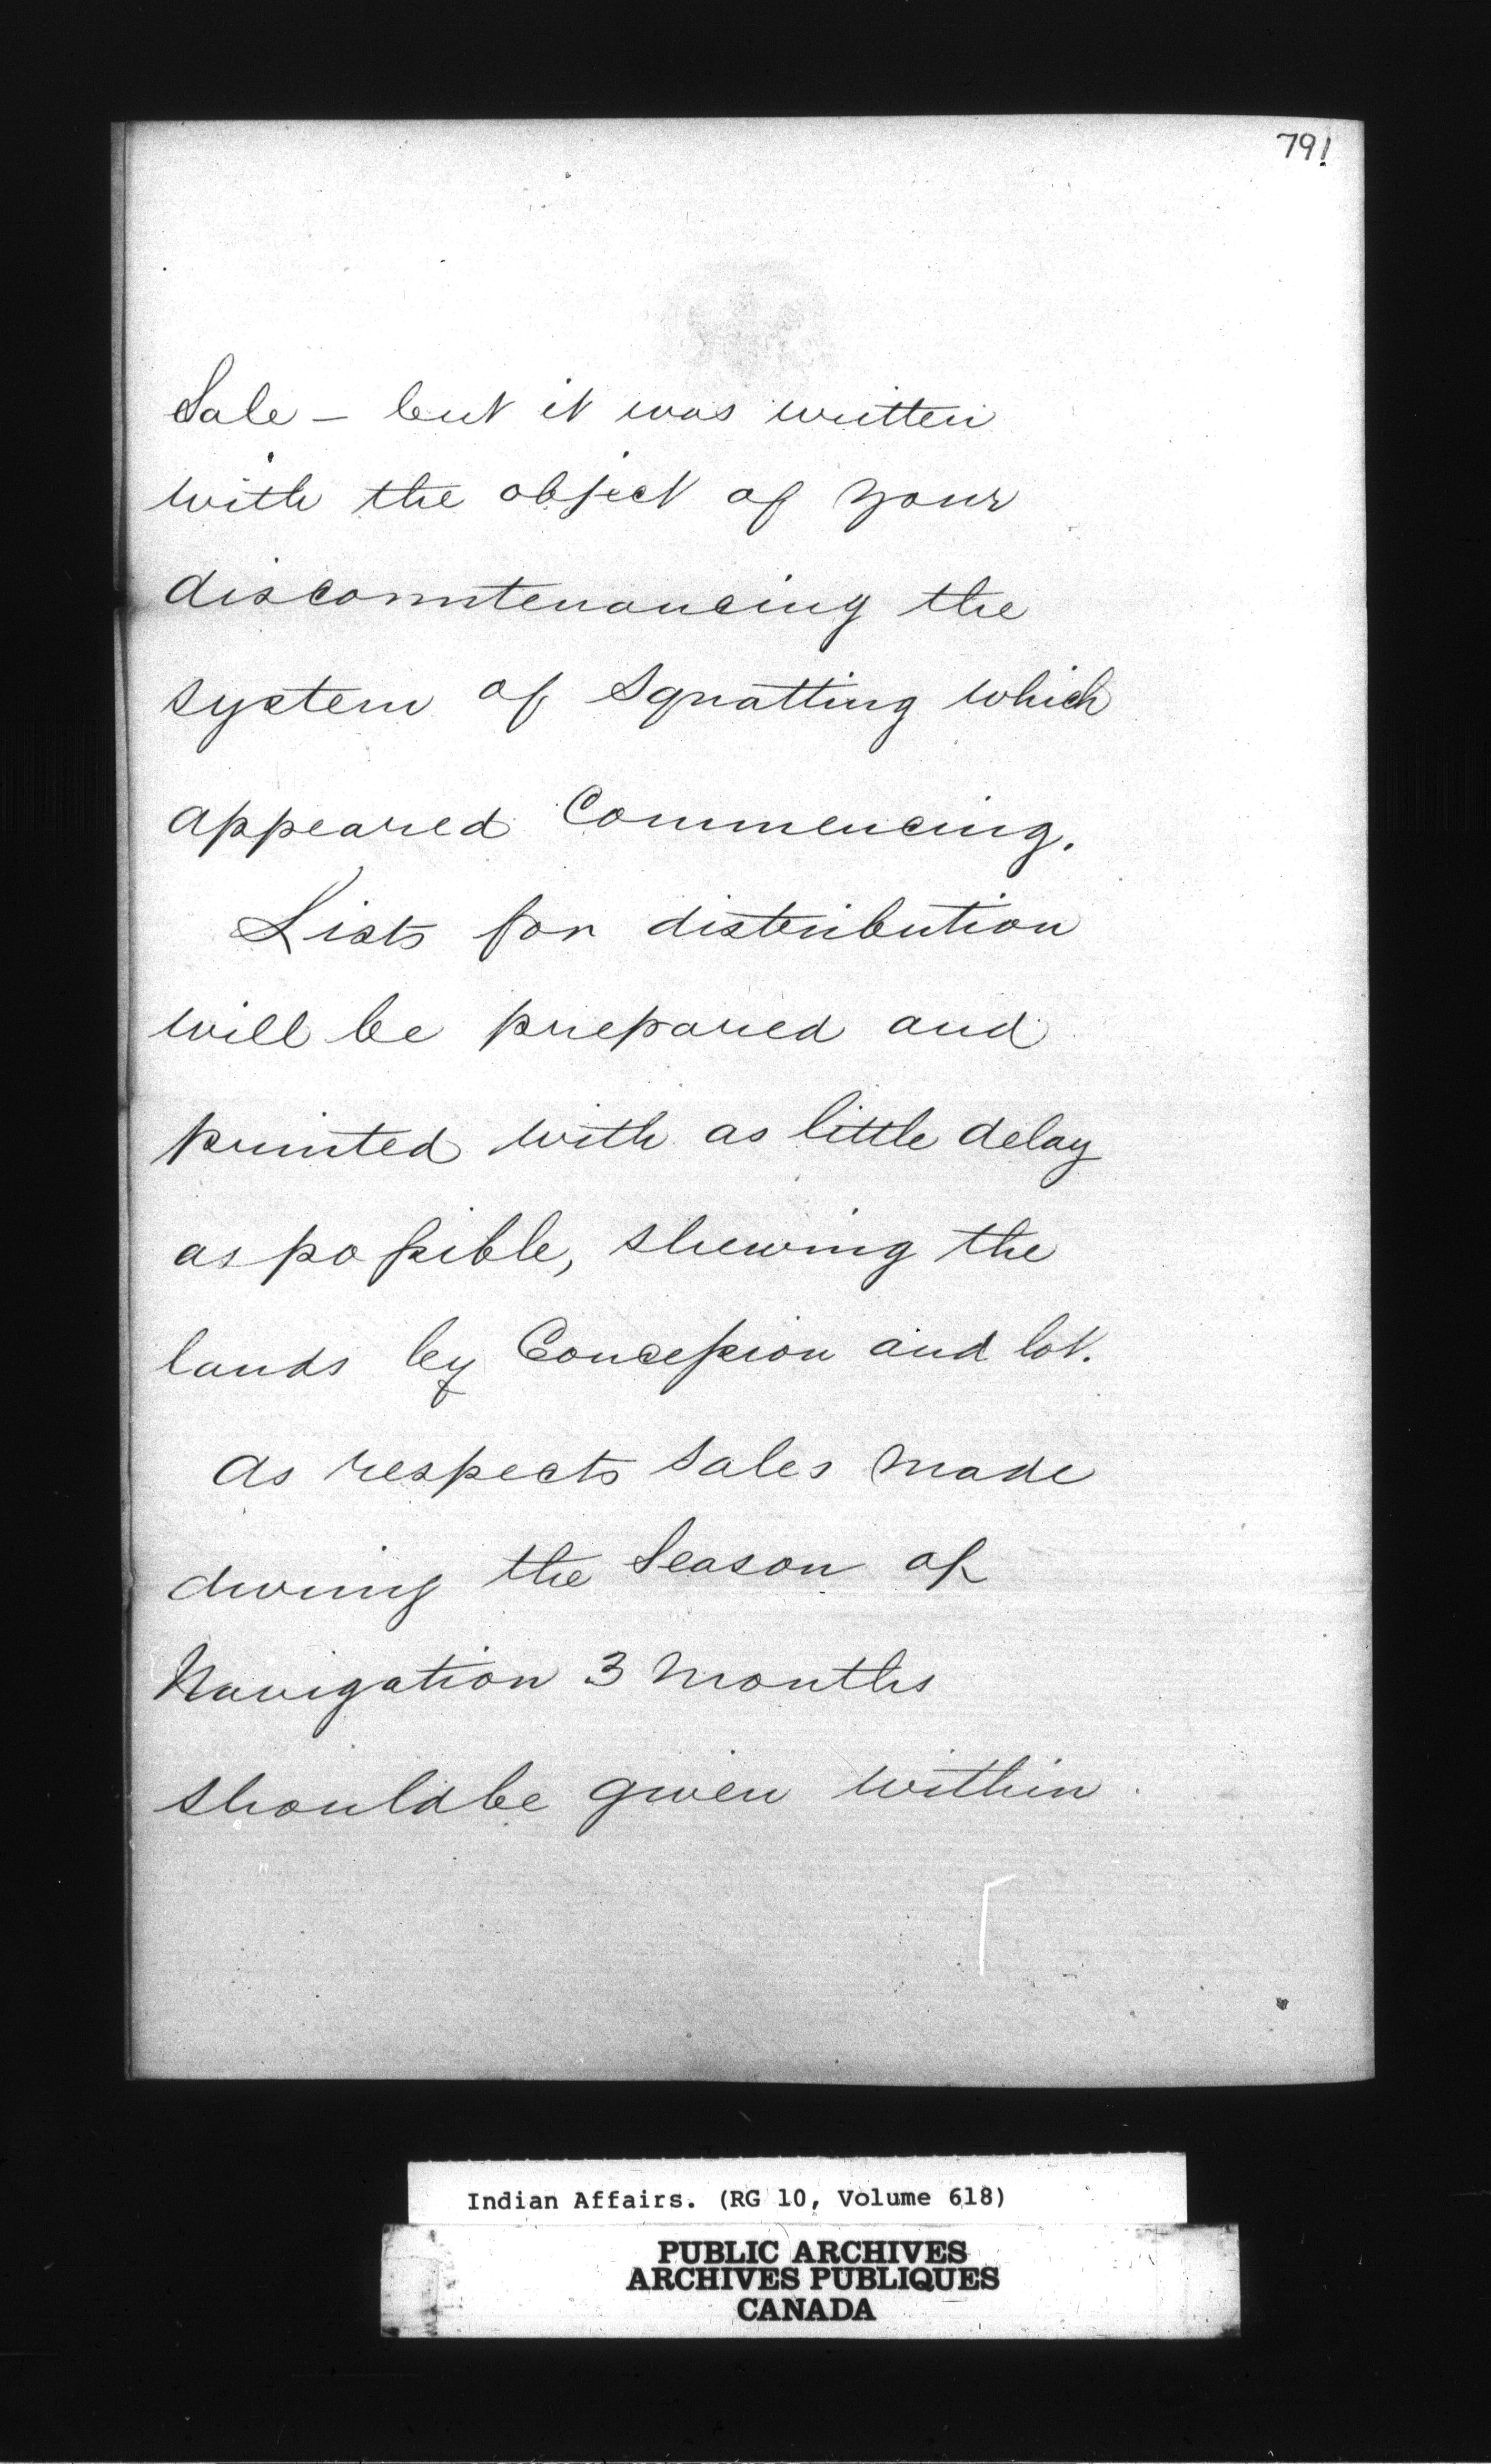 791
Sale – but it was written
with the object of your
discountenancing the
system of Squatting which
appeared Commencing.
Lists for distribution
will be prepared and
printed with as little delay
as possible, shewing the
lands by Concession and lot.
As respects Sales made
during the Season of
Navigation 3 Months
should be given within
Indian Affairs. (RG 10, Volume 618)
PUBLIC ARCHIVES
ARCHIVES PUBLIQUES
CANADA